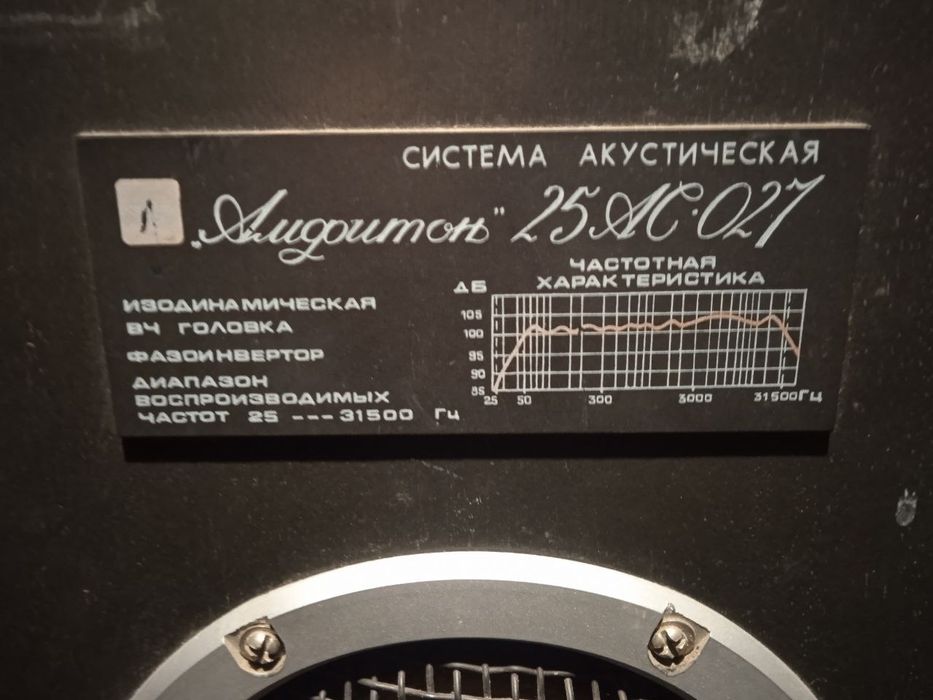 СИСТЕМА АКУСТИЧЕСКАЯ
„Амфитон" 25АС-027
ИЗОДИНАМИЧЕСКАЯ
ВЧ ГОЛОВКА
ФАЗОИНВЕРТОР
ДИАПАЗОН
ВОСПРОИЗВОДИМЫХ
ЧАСТОТ 25 --- 31500 Гц
ЧАСТОТНАЯ
ХАРАКТЕРИСТИКА
ДБ
105
100
95
90
85
25 50 300 3000 31500 Гц